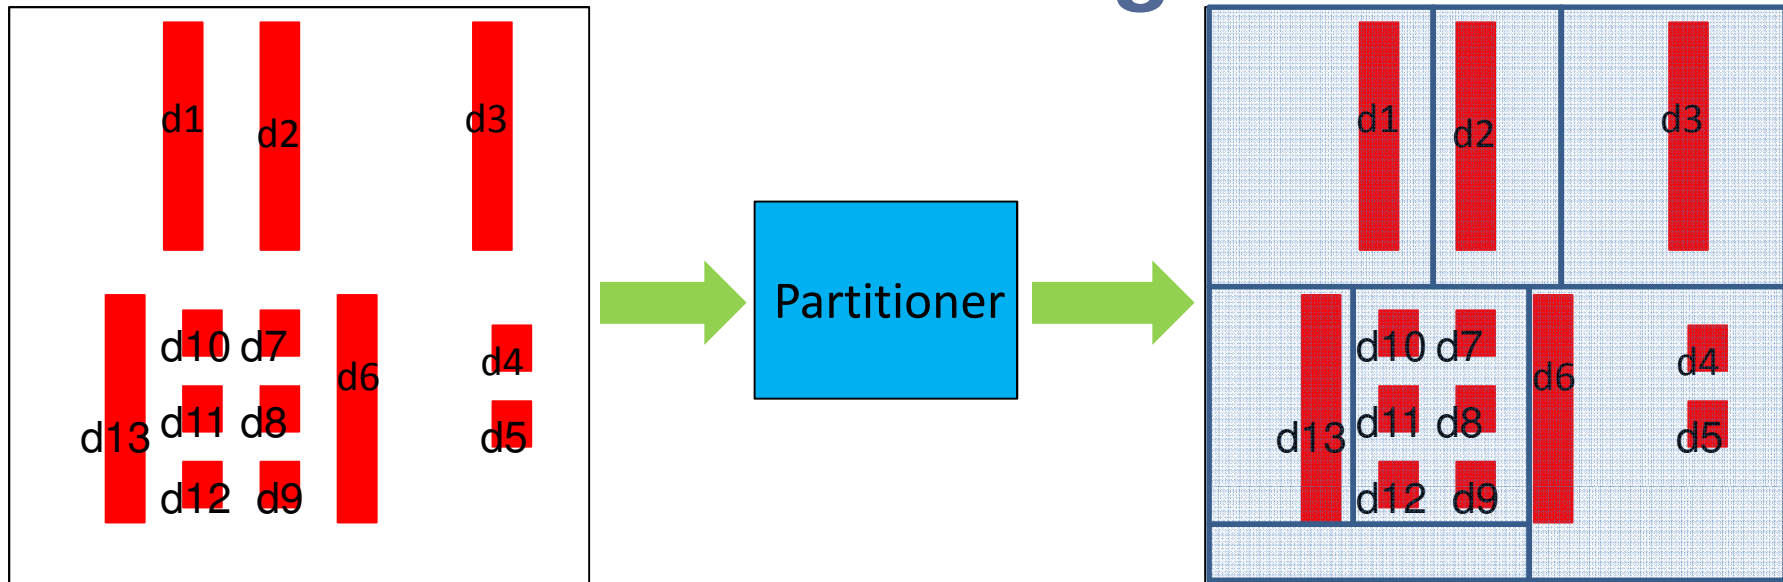 g
d1
d2
d3
d10 d7
d4
d6
d11 d8
d13
d5
d12 d9
Partitioner
d1
d2
d3
d10 d7
d4
d6
d11 d8
d13
d5
d12 d9